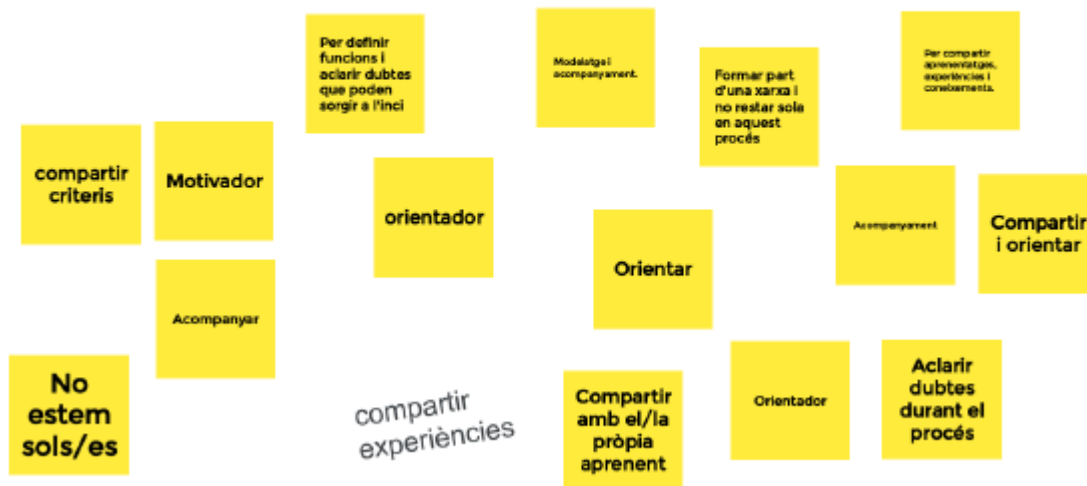 Per definir
funcions i
aclarir dubtes
que poden
sorgir a l'inci
Modelatge i
acompanyament.
Formar part
d'una xarxa i
no restar sola
en aquest
procés
Per compartir
aprenentatges,
experiències i
coneixements.
compartir
criteris
Motivador
orientador
Orientar
Acompanyament
Compartir
i orientar
Acompanyar
No
estem
sols/es
compartir
experiències
Compartir
amb el/la
pròpia
aprenent
Orientador
Aclarir
dubtes
durant el
procés